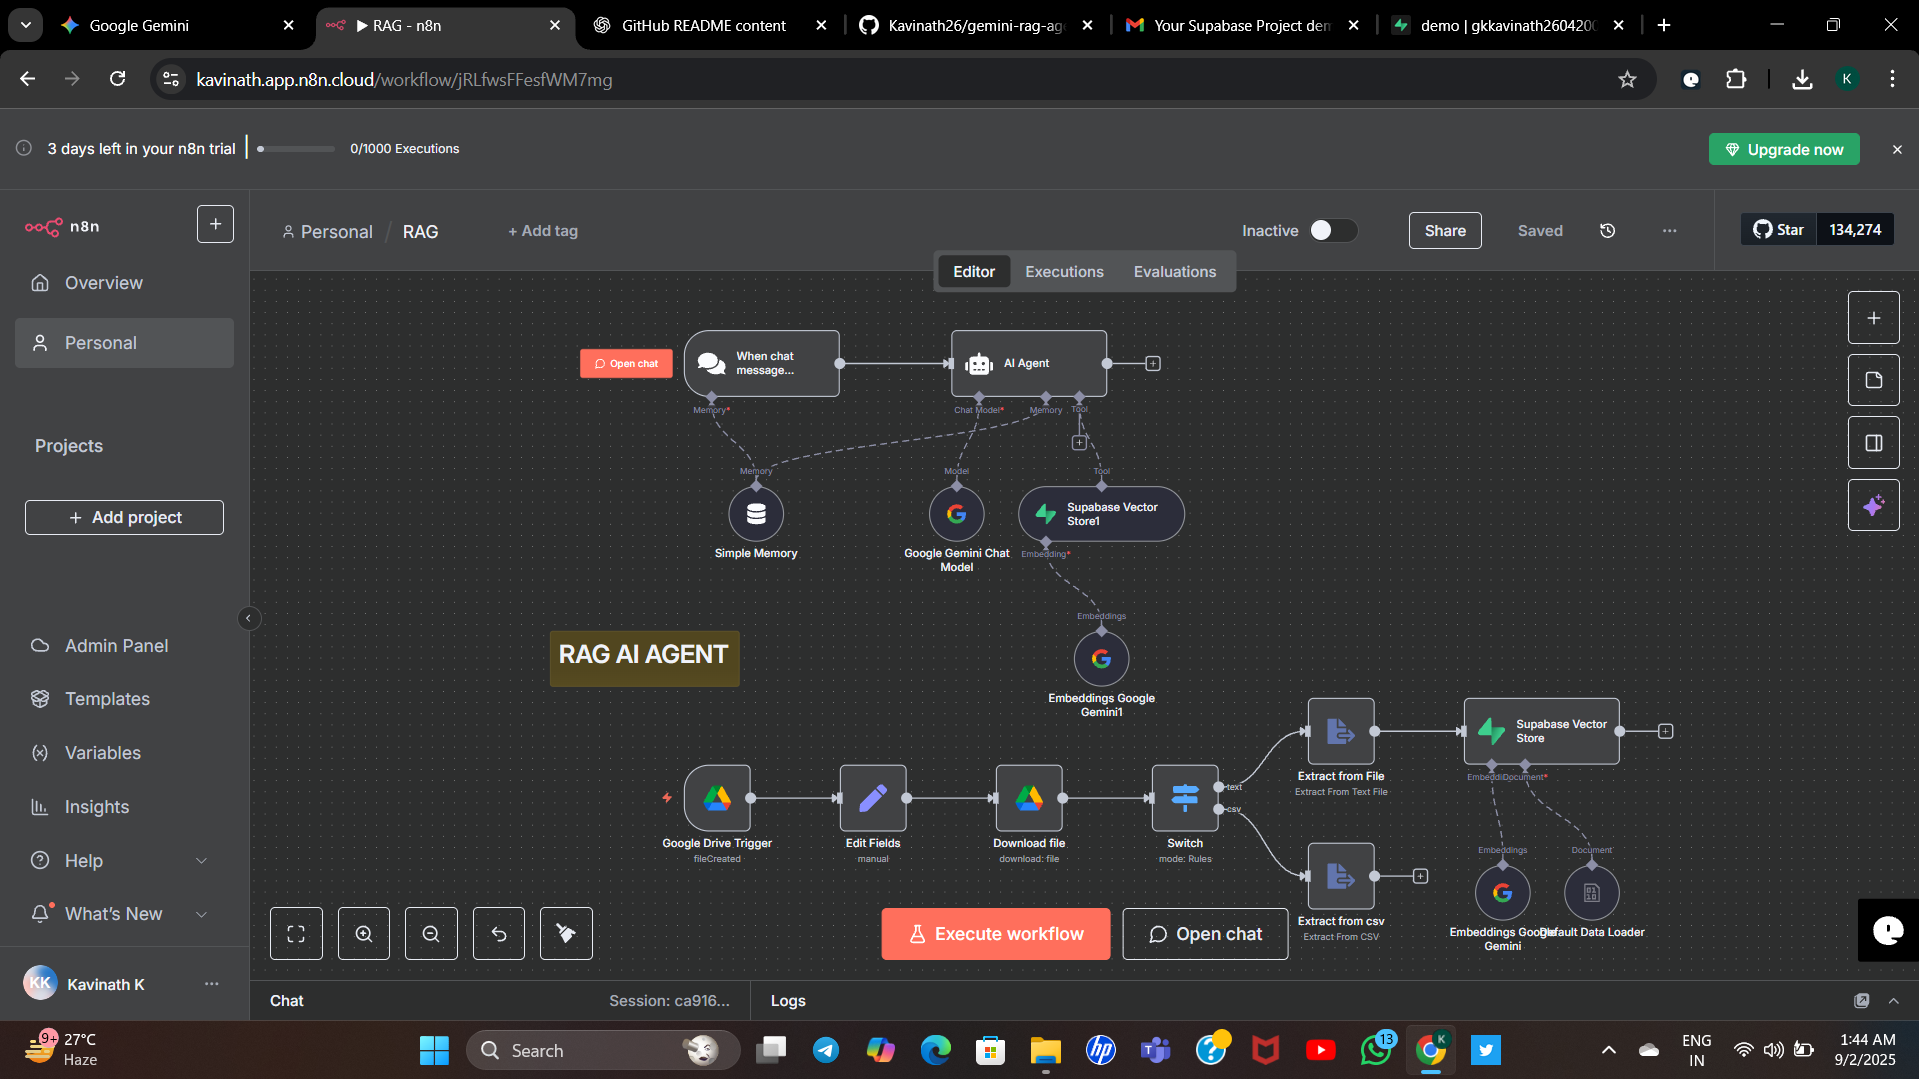 Google Gemini
▶ RAG - n8n
GitHub README content
Kavinath26/gemini-rag-age
Your Supabase Project dem
demo | gkkavinath2604200
kavinath.app.n8n.cloud/workflow/jRLfwsFFesfWM7mg
K
3 days left in your n8n trial
0/1000 Executions
Upgrade now
n8n
Personal / RAG
+ Add tag
Inactive
Share
Saved
Star
134,274
Editor
Executions
Evaluations
Overview
Personal
Projects
+ Add project
Admin Panel
Templates
Variables
Insights
Help
What's New
KK
Kavinath K
Open chat
When chat
message...
Memory*
AI Agent
Chat Model*
Memory
Tool
Memory
Model
Tool
Simple Memory
Google Gemini Chat
Model
Supabase Vector
Store1
Embedding*
Embeddings
Embeddings Google
Gemini1
RAG AI AGENT
Google Drive Trigger
fileCreated
Edit Fields
manual
Download file
download: file
Switch
mode: Rules
text
csv
Extract from File
Extract From Text File
Extract from csv
Extract From CSV
Supabase Vector
Store
Document*
Embeddings
Document
Embeddings Google
Gemini
Default Data Loader
Execute workflow
Open chat
Chat
Session: ca916...
Logs
9+
27°C
Haze
Search
13
K
ENG
IN
1:44 AM
9/2/2025